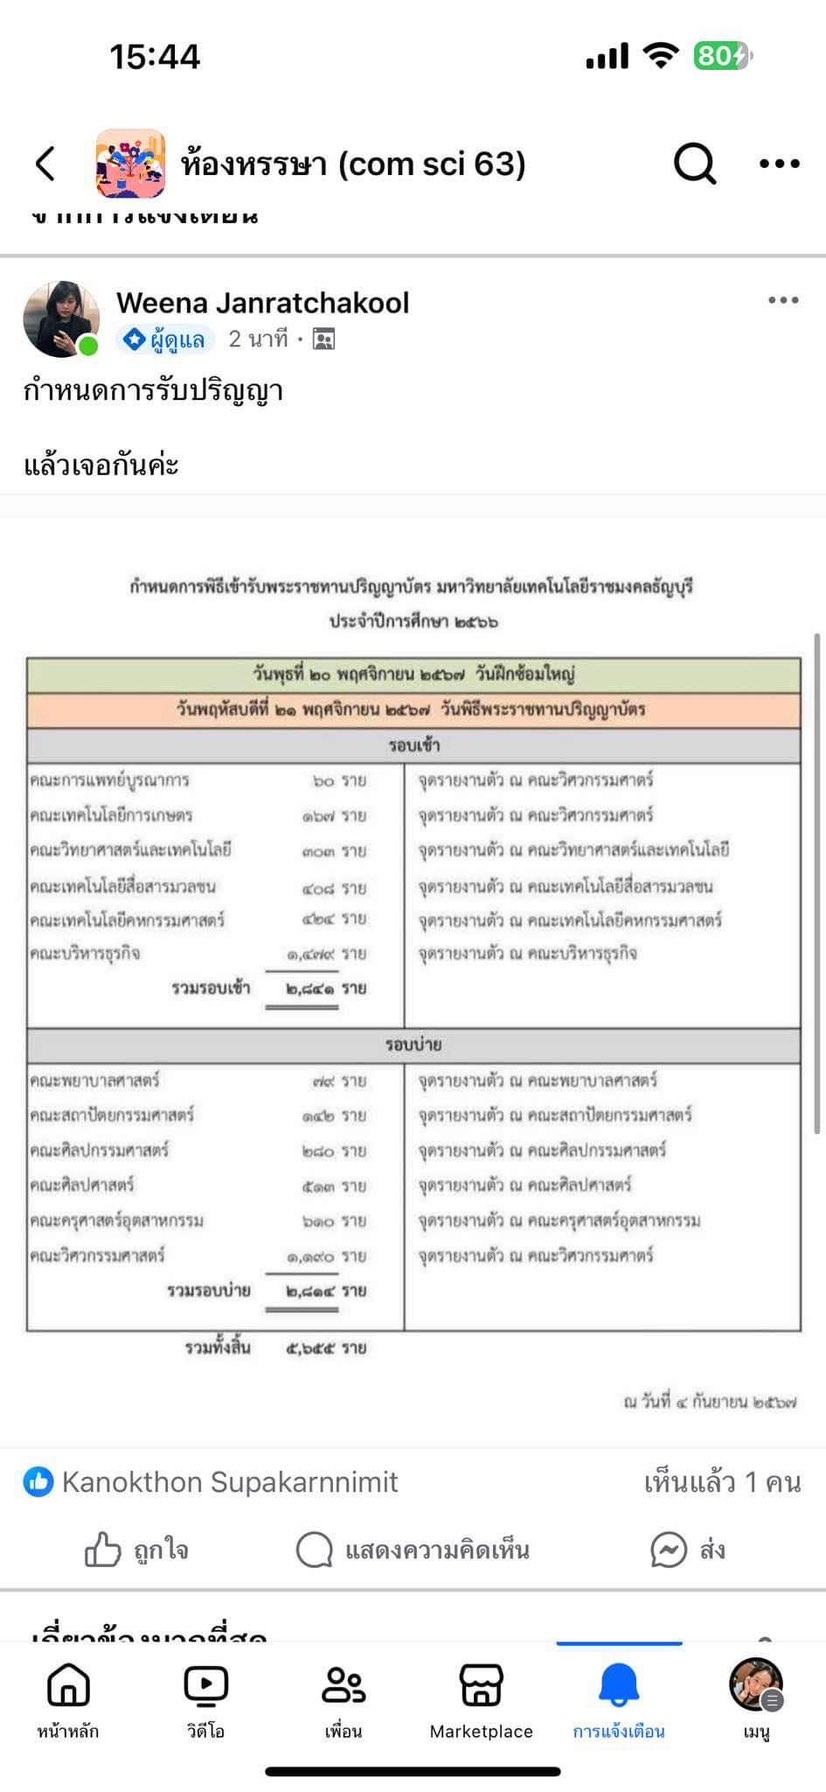 15:44
80
ห้องหรรษา (com sci 63)
จากการแจ้งเตือน
Weena Janratchakool
ผู้ดูแล 2 นาที ·
กำหนดการรับปริญญา
แล้วเจอกันค่ะ
กำหนดการพิธีเข้ารับพระราชทานปริญญาบัตร มหาวิทยาลัยเทคโนโลยีราชมงคลธัญบุรี
ประจำปีการศึกษา ๒๕๖๖
วันพุธที่ ๒๐ พฤศจิกายน ๒๕๖๗ วันฝึกซ้อมใหญ่
วันพฤหัสบดีที่ ๒๑ พฤศจิกายน ๒๕๖๗ วันพิธีพระราชทานปริญญาบัตร
รอบเช้า
คณะการแพทย์บูรณาการ ๖๐ ราย จุดรายงานตัว ณ คณะวิศวกรรมศาตร์
คณะเทคโนโลยีการเกษตร ๑๖๗ ราย จุดรายงานตัว ณ คณะวิศวกรรมศาตร์
คณะวิทยาศาสตร์และเทคโนโลยี ๓๐๓ ราย จุดรายงานตัว ณ คณะวิทยาศาสตร์และเทคโนโลยี
คณะเทคโนโลยีสื่อสารมวลชน ๔๐๘ ราย จุดรายงานตัว ณ คณะเทคโนโลยีสื่อสารมวลชน
คณะเทคโนโลยีคหกรรมศาสตร์ ๔๒๔ ราย จุดรายงานตัว ณ คณะเทคโนโลยีคหกรรมศาสตร์
คณะบริหารธุรกิจ ๑,๔๗๙ ราย จุดรายงานตัว ณ คณะบริหารธุรกิจ
รวมรอบเช้า ๒,๘๔๑ ราย
รอบบ่าย
คณะพยาบาลศาสตร์ ๗๙ ราย จุดรายงานตัว ณ คณะพยาบาลศาสตร์
คณะสถาปัตยกรรมศาสตร์ ๑๔๒ ราย จุดรายงานตัว ณ คณะสถาปัตยกรรมศาสตร์
คณะศิลปกรรมศาสตร์ ๒๘๐ ราย จุดรายงานตัว ณ คณะศิลปกรรมศาสตร์
คณะศิลปศาสตร์ ๕๑๓ ราย จุดรายงานตัว ณ คณะศิลปศาสตร์
คณะครุศาสตร์อุตสาหกรรม ๖๑๐ ราย จุดรายงานตัว ณ คณะครุศาสตร์อุตสาหกรรม
คณะวิศวกรรมศาสตร์ ๑,๑๙๐ ราย จุดรายงานตัว ณ คณะวิศวกรรมศาตร์
รวมรอบบ่าย ๒,๘๑๔ ราย
รวมทั้งสิ้น ๕,๖๕๕ ราย
ณ วันที่ ๔ กันยายน ๒๕๖๗
Kanokthon Supakarnnimit เห็นแล้ว 1 คน
ถูกใจ แสดงความคิดเห็น ส่ง
เกี่ยวข้องมากที่สุด
หน้าหลัก วิดีโอ เพื่อน Marketplace การแจ้งเตือน เมนู